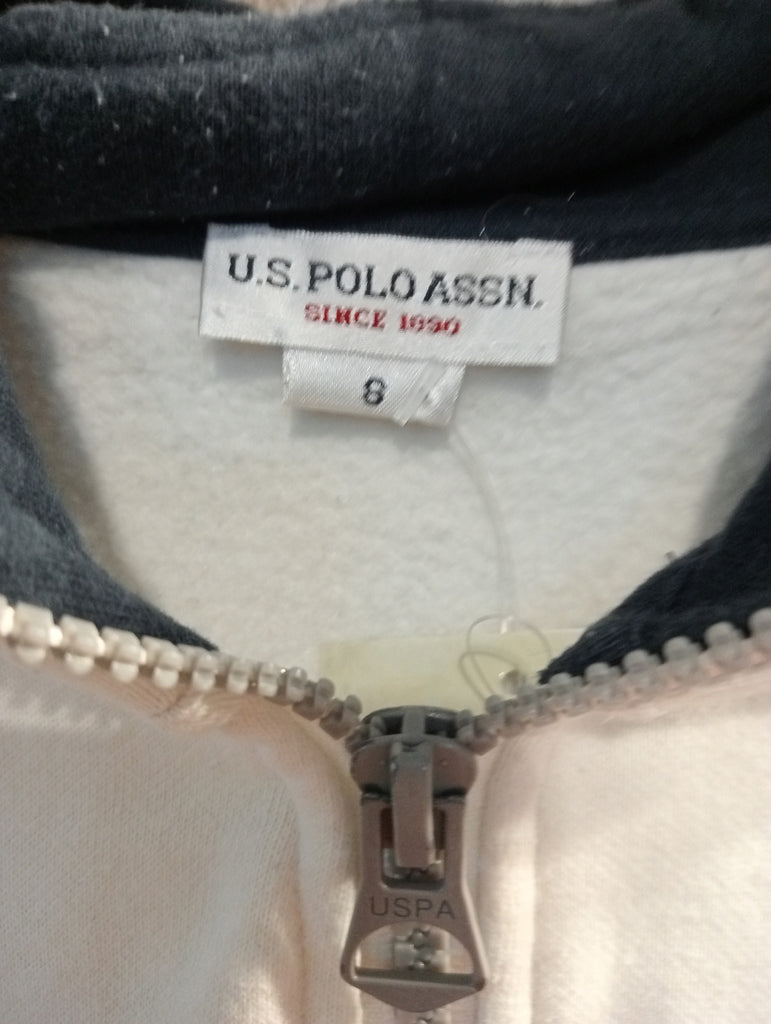 U.S. POLO ASSN.
SINCE 1890
8
USPA